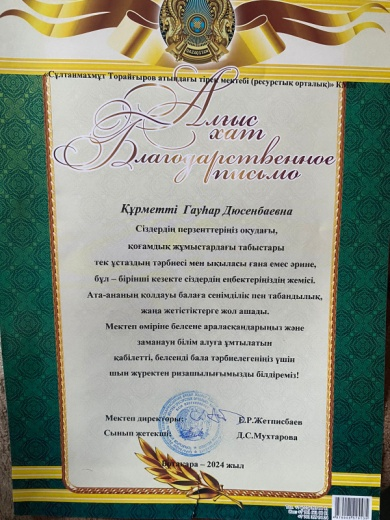 «Сұлтанмахмұт Торайғыров атындағы тірек мектебі (ресурстық орталық)» КММ
Алғыс
хат
Благодарственное
письмо
Құрметті Гауһар Дюсенбаевна
Сіздердің перзенттеріңіз оқудағы,
қоғамдық жұмыстардағы табыстары
тек ұстаздың тәрбиесі мен ықыласы ғана емес әрине,
бұл – бірінші кезекте сіздердің еңбектеріңіздің жемісі.
Ата-ананың қолдауы балаға сенімділік пен табандылық,
жаңа жетістіктерге жол ашады.
Мектеп өміріне белсене араласқандарыңыз және
заманауи білім алуға ұмтылатын
қабілетті, белсенді бала тәрбиелегеніңіз үшін
шын жүректен ризашылығымызды білдіреміз!
Мектеп директоры: Е.Р.Жетписбаев
Сынып жетекші: Д.С.Мухтарова
– 2024 жыл